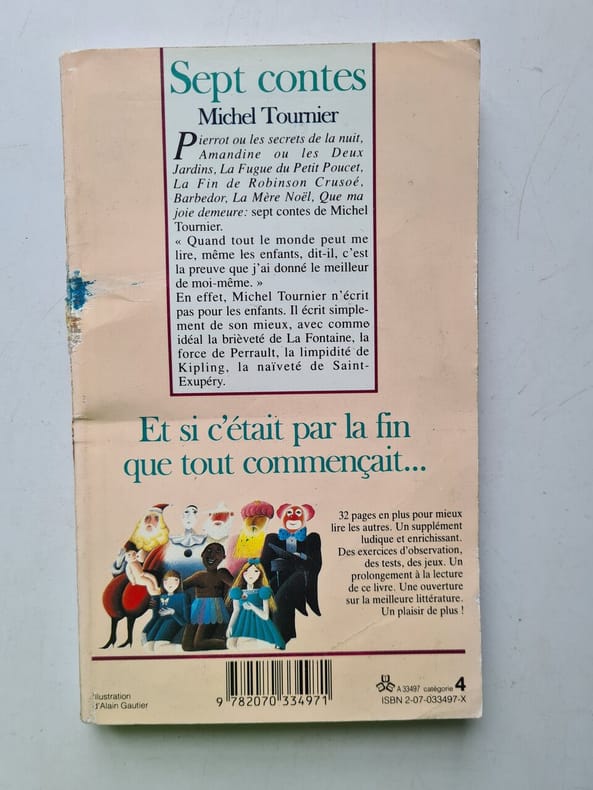 Sept contes
Michel Tournier
Pierrot ou les secrets de la nuit,
Amandine ou les Deux
Jardins, La Fugue du Petit Poucet,
La Fin de Robinson Crusoé,
Barbedor, La Mère Noël, Que ma
joie demeure: sept contes de Michel
Tournier.
« Quand tout le monde peut me
lire, même les enfants, dit-il, c'est
la preuve que j'ai donné le meilleur
de moi-même. »
En effet, Michel Tournier n'écrit
pas pour les enfants. Il écrit simple-
ment de son mieux, avec comme
idéal la brièveté de La Fontaine, la
force de Perrault, la limpidité de
Kipling, la naïveté de Saint-
Exupéry.
Et si c'était par la fin
que tout commençait...
32 pages en plus pour mieux
lire les autres. Un supplément
ludique et enrichissant.
Des exercices d'observation,
des tests, des jeux. Un
prolongement à la lecture
de ce livre. Une ouverture
sur la meilleure littérature.
Un plaisir de plus !
Illustration
d'Alain Gautier
9 782070 334971
A 33497 catégorie 4
ISBN 2-07-033497-X